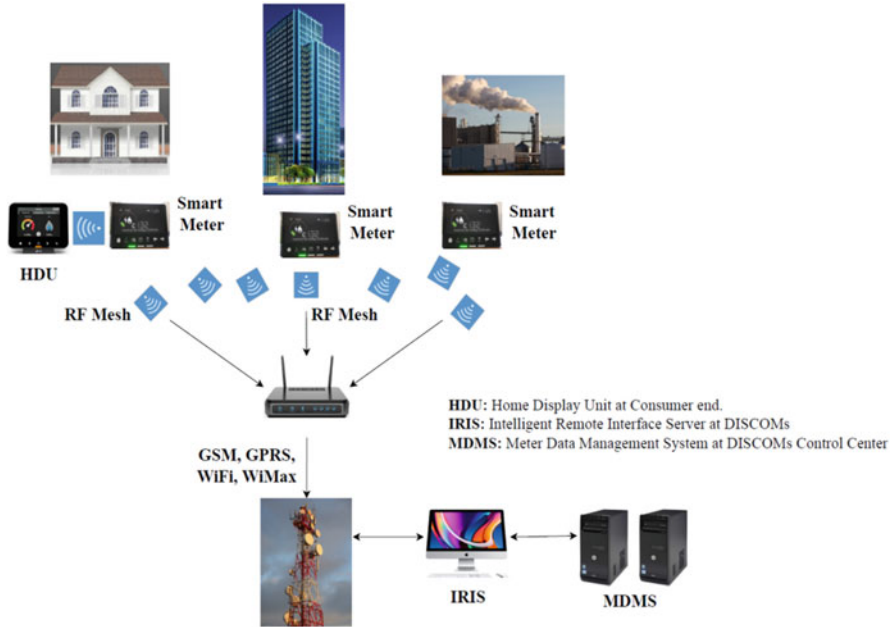 Smart
Meter
Smart
Meter
Smart
Meter
HDU
RF Mesh
RF Mesh
HDU: Home Display Unit at Consumer end.
IRIS: Intelligent Remote Interface Server at DISCOMs
MDMS: Meter Data Management System at DISCOMs Control Center
GSM, GPRS,
WiFi, WiMax
IRIS
MDMS